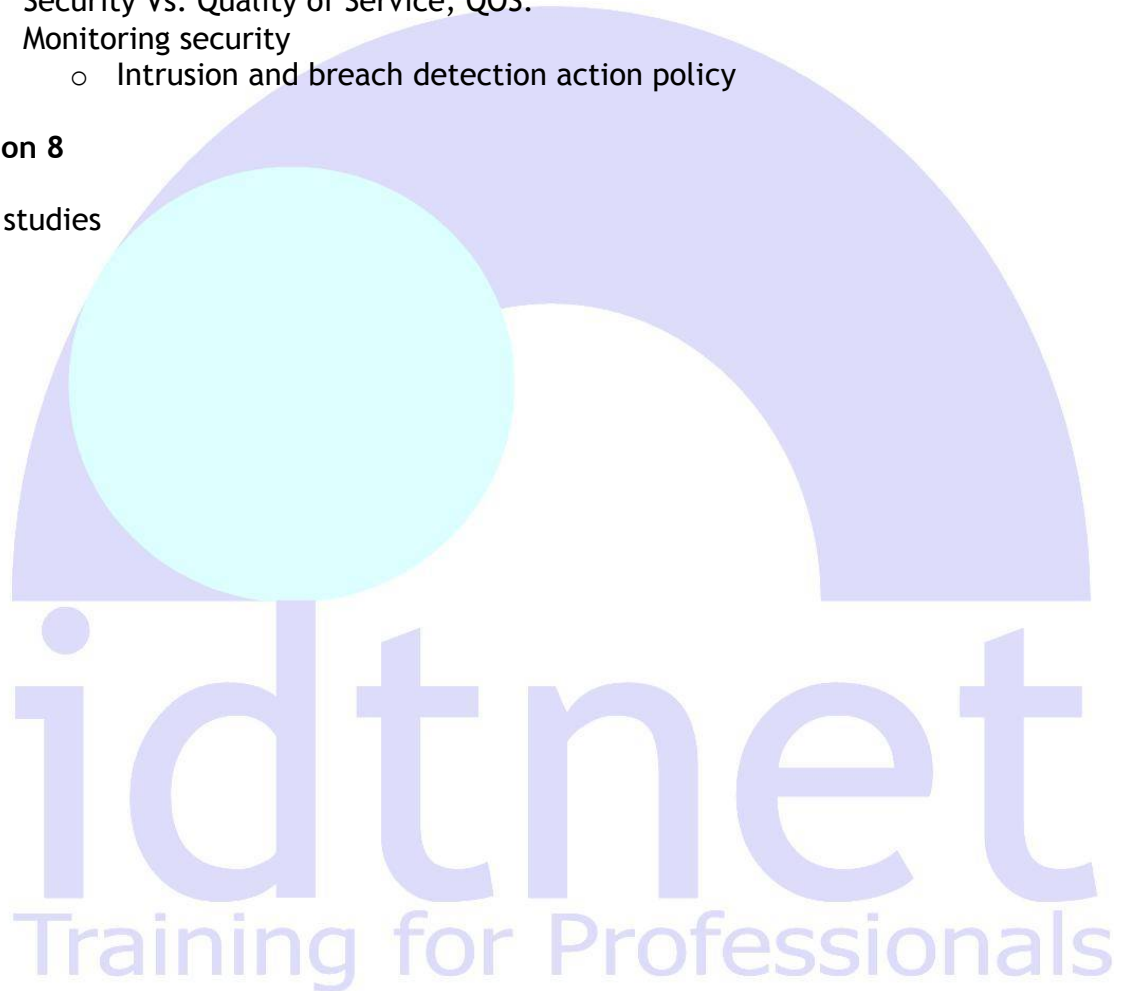 Security Vs. Quality of Service, QOS.
Monitoring security
o Intrusion and breach detection action policy
on 8
studies
idtnet
Training for Professionals